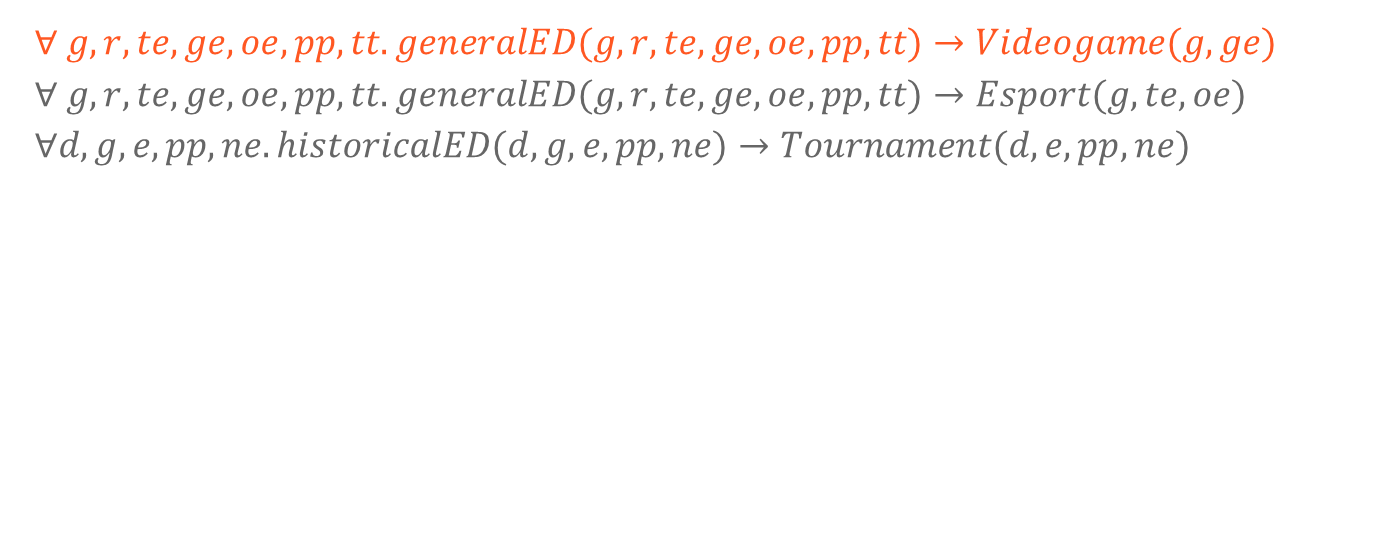 ∀ g, r, te, ge, oe, pp, tt. generalED(g, r, te, ge, oe, pp, tt) → Videogame(g, ge)
∀ g, r, te, ge, oe, pp, tt. generalED(g, r, te, ge, oe, pp, tt) → Esport(g, te, oe)
∀d, g, e, pp, ne. historicalED(d, g, e, pp, ne) → Tournament(d, e, pp, ne)